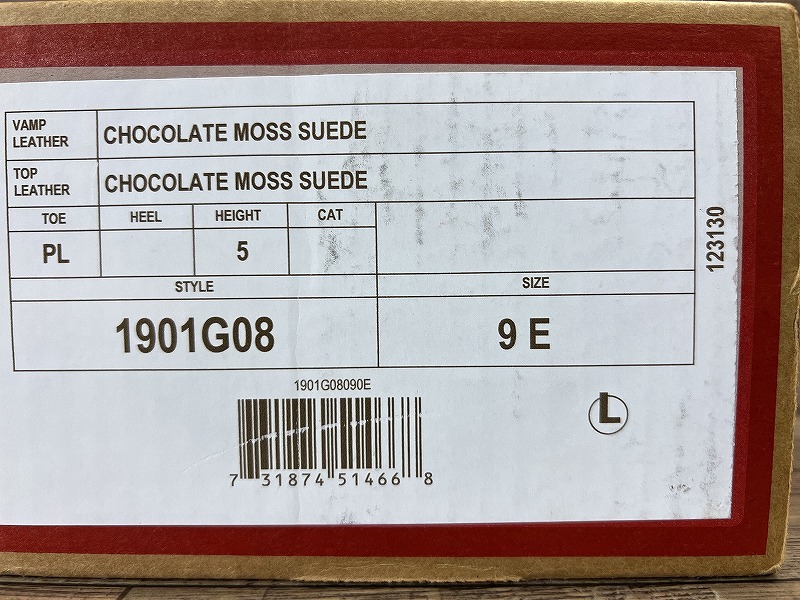 VAMP
LEATHER
CHOCOLATE MOSS SUEDE
TOP
LEATHER
CHOCOLATE MOSS SUEDE
TOE HEEL HEIGHT CAT
PL 5
STYLE SIZE
1901G08 9 E
123130
1901G08090E
L
7 31874 51466 8